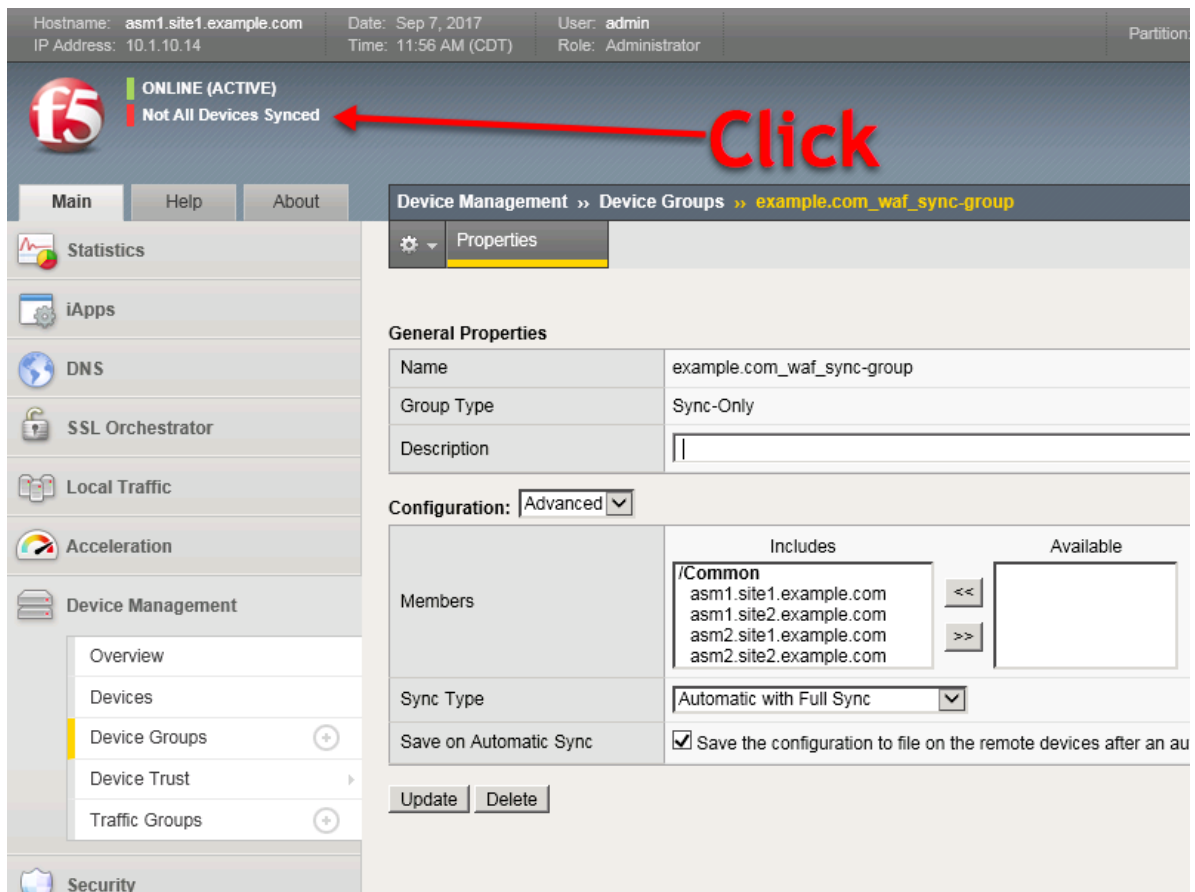 Hostname: asm1.site1.example.com Date: Sep 7, 2017 User: admin
IP Address: 10.1.10.14 Time: 11:56 AM (CDT) Role: Administrator
Partition:
f5
ONLINE (ACTIVE)
Not All Devices Synced
Click
Main Help About
Device Management ›› Device Groups ›› example.com_waf_sync-group
Properties
Statistics
iApps
DNS
SSL Orchestrator
Local Traffic
Acceleration
Device Management
Overview
Devices
Device Groups
Device Trust
Traffic Groups
Security
General Properties
Name example.com_waf_sync-group
Group Type Sync-Only
Description
Configuration: Advanced
Includes Available
Members
/Common
asm1.site1.example.com
asm1.site2.example.com
asm2.site1.example.com
asm2.site2.example.com
<<
>>
Sync Type Automatic with Full Sync
Save on Automatic Sync Save the configuration to file on the remote devices after an au
Update Delete